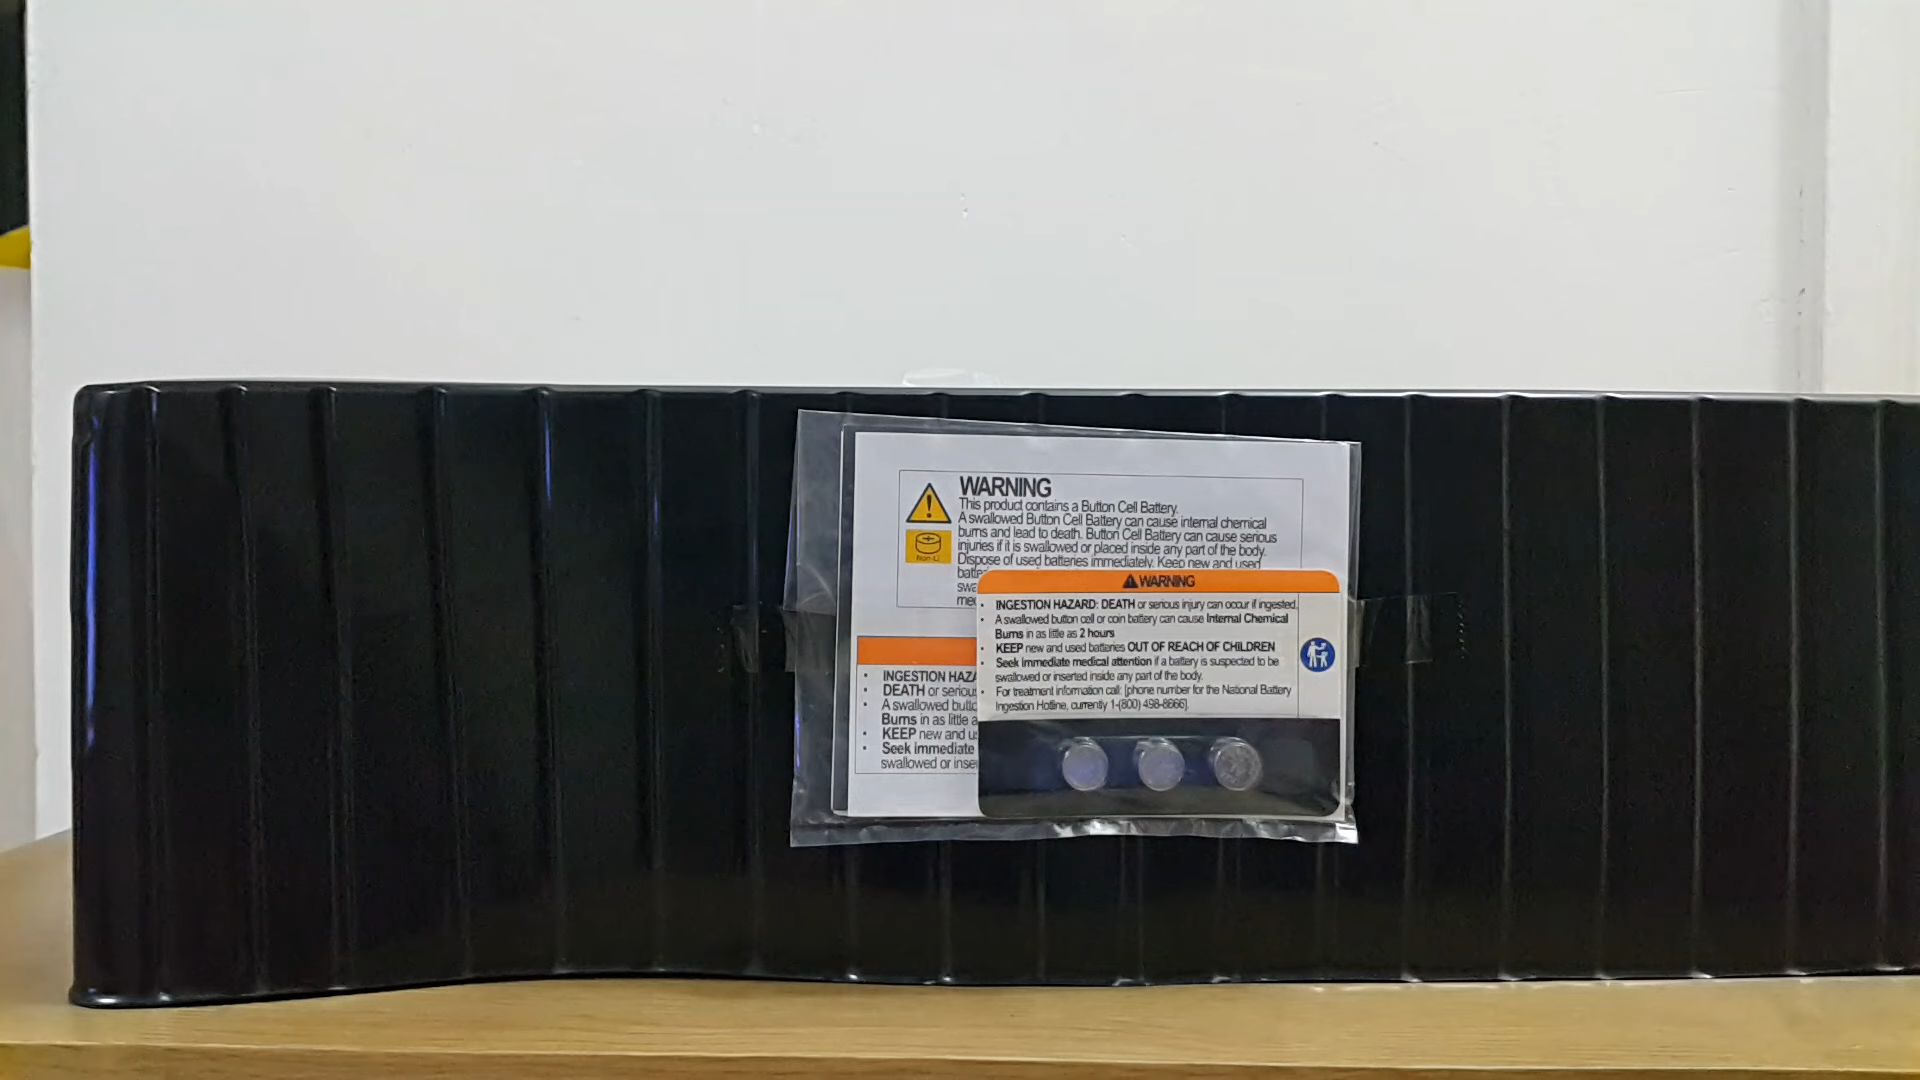 WARNING
This product contains a Button Cell Battery.
A swallowed Button Cell Battery can cause internal chemical
burns and lead to death. Button Cell Battery can cause serious
injuries if it is swallowed or placed inside any part of the body.
Dispose of used batteries immediately. Keep new and used
Non-Li
WARNING
• INGESTION HAZARD: DEATH or serious injury can occur if ingested.
• A swallowed button cell or coin battery can cause Internal Chemical
Burns in as little as 2 hours
• KEEP new and used batteries OUT OF REACH OF CHILDREN
• Seek immediate medical attention if a battery is suspected to be
swallowed or inserted inside any part of the body.
• For treatment information call: [phone number for the National Battery
Ingestion Hotline, currently 1-(800) 498-8666].
• INGESTION
• DEATH or
• A swallowed
Burns in as little
• KEEP new and
• Seek immediate
swallowed or